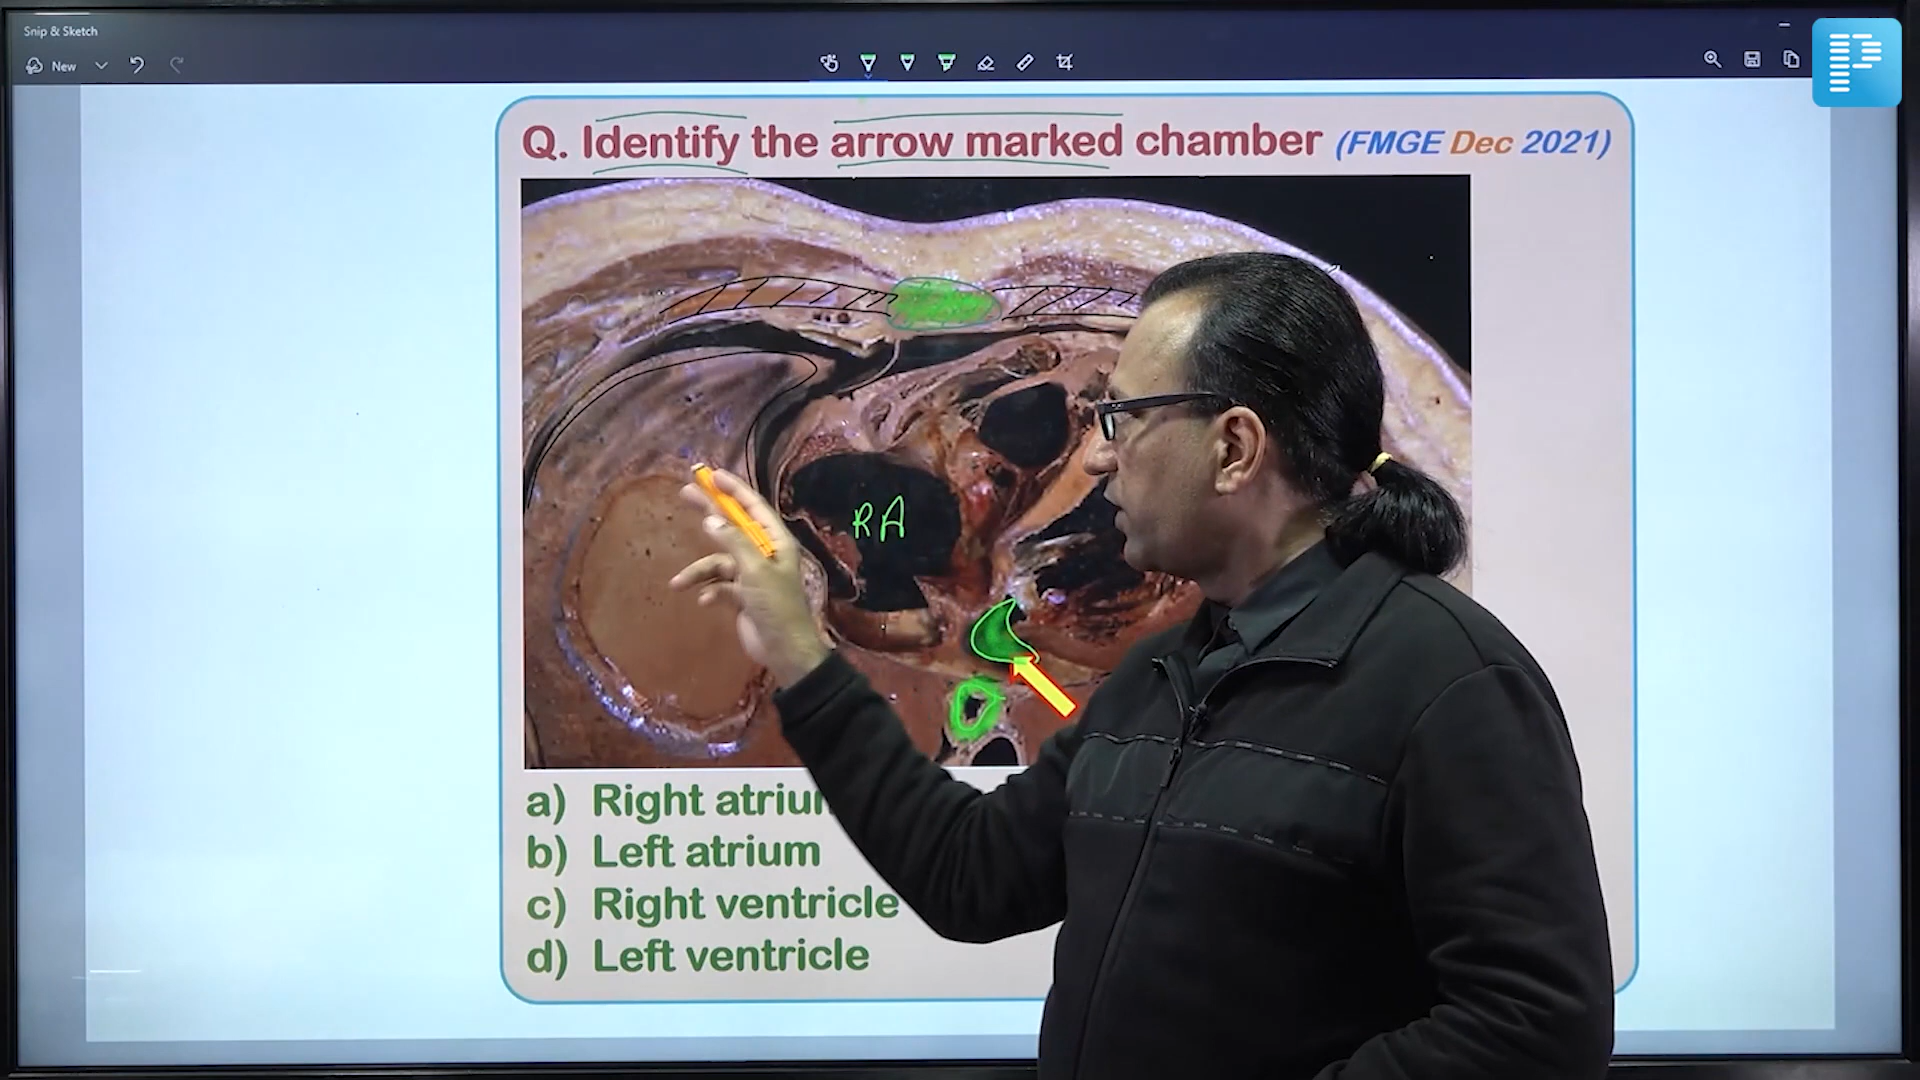 Snip & Sketch
New
Q. Identify the arrow marked chamber (FMGE Dec 2021)
RA
a) Right atriu
b) Left atrium
c) Right ventricle
d) Left ventricle